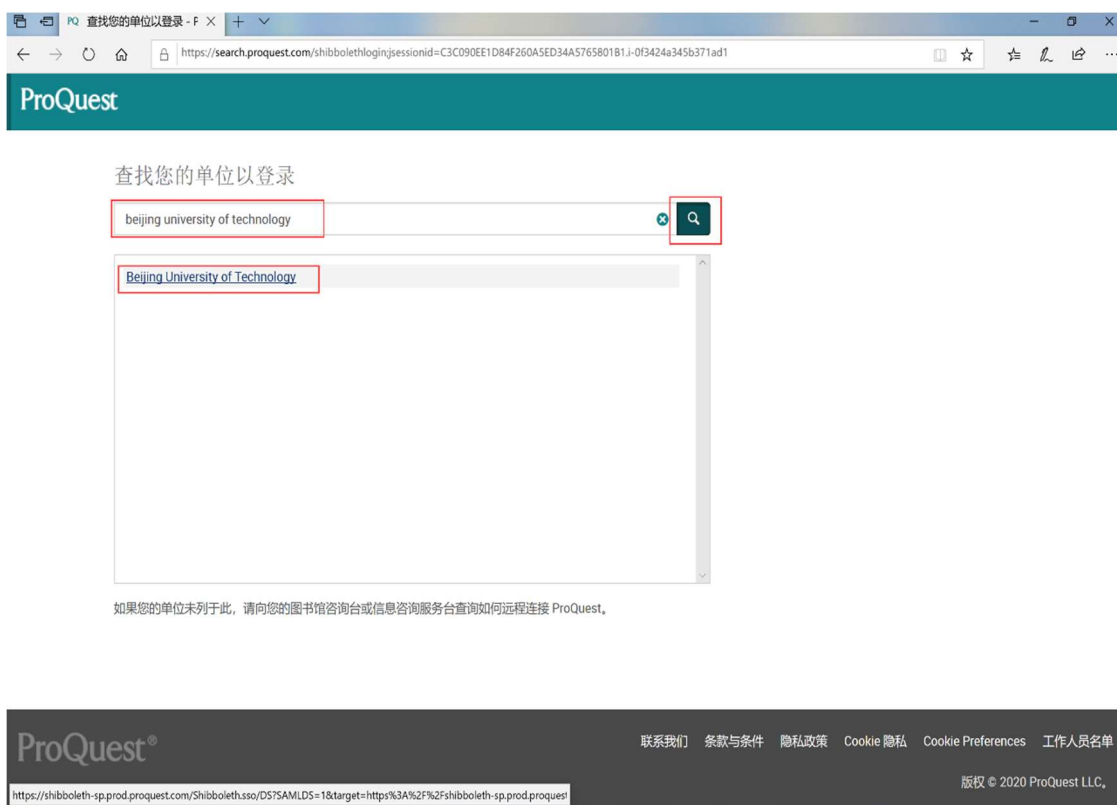 PQ 查找您的单位以登录 - F
https://search.proquest.com/shibbolethlogin;jsessionid=C3C090EE1D84F260A5ED34A5765801B1.i-0f3424a345b371ad1
ProQuest
查找您的单位以登录
beijing university of technology
Beijing University of Technology
如果您的单位未列于此，请向您的图书馆咨询台或信息咨询服务台查询如何远程连接 ProQuest。
ProQuest®
联系我们 条款与条件 隐私政策 Cookie 隐私 Cookie Preferences 工作人员名单
版权 © 2020 ProQuest LLC。
https://shibboleth-sp.prod.proquest.com/Shibboleth.sso/DS?SAMLDS=1&target=https%3A%2F%2Fshibboleth-sp.prod.proquest